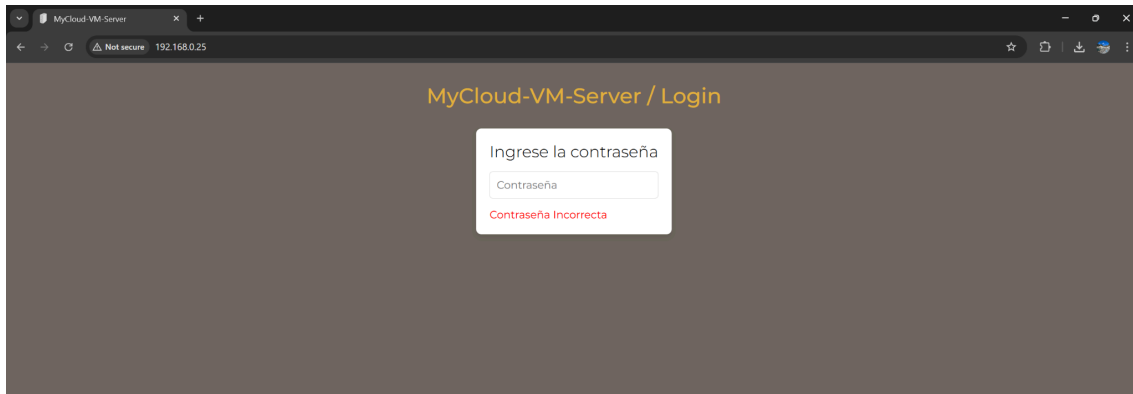 MyCloud-VM-Server
Not secure 192.168.0.25
MyCloud-VM-Server / Login
Ingrese la contraseña
Contraseña
Contraseña Incorrecta